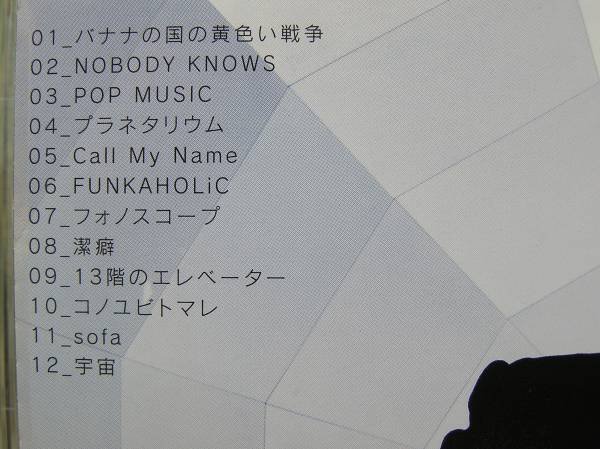 01_バナナの国の黄色い戦争
02_NOBODY KNOWS
03_POP MUSIC
04_プラネタリウム
05_Call My Name
06_FUNKAHOLiC
07_フォノスコープ
08_潔癖
09_13階のエレベーター
10_コノユビトマレ
11_sofa
12_宇宙